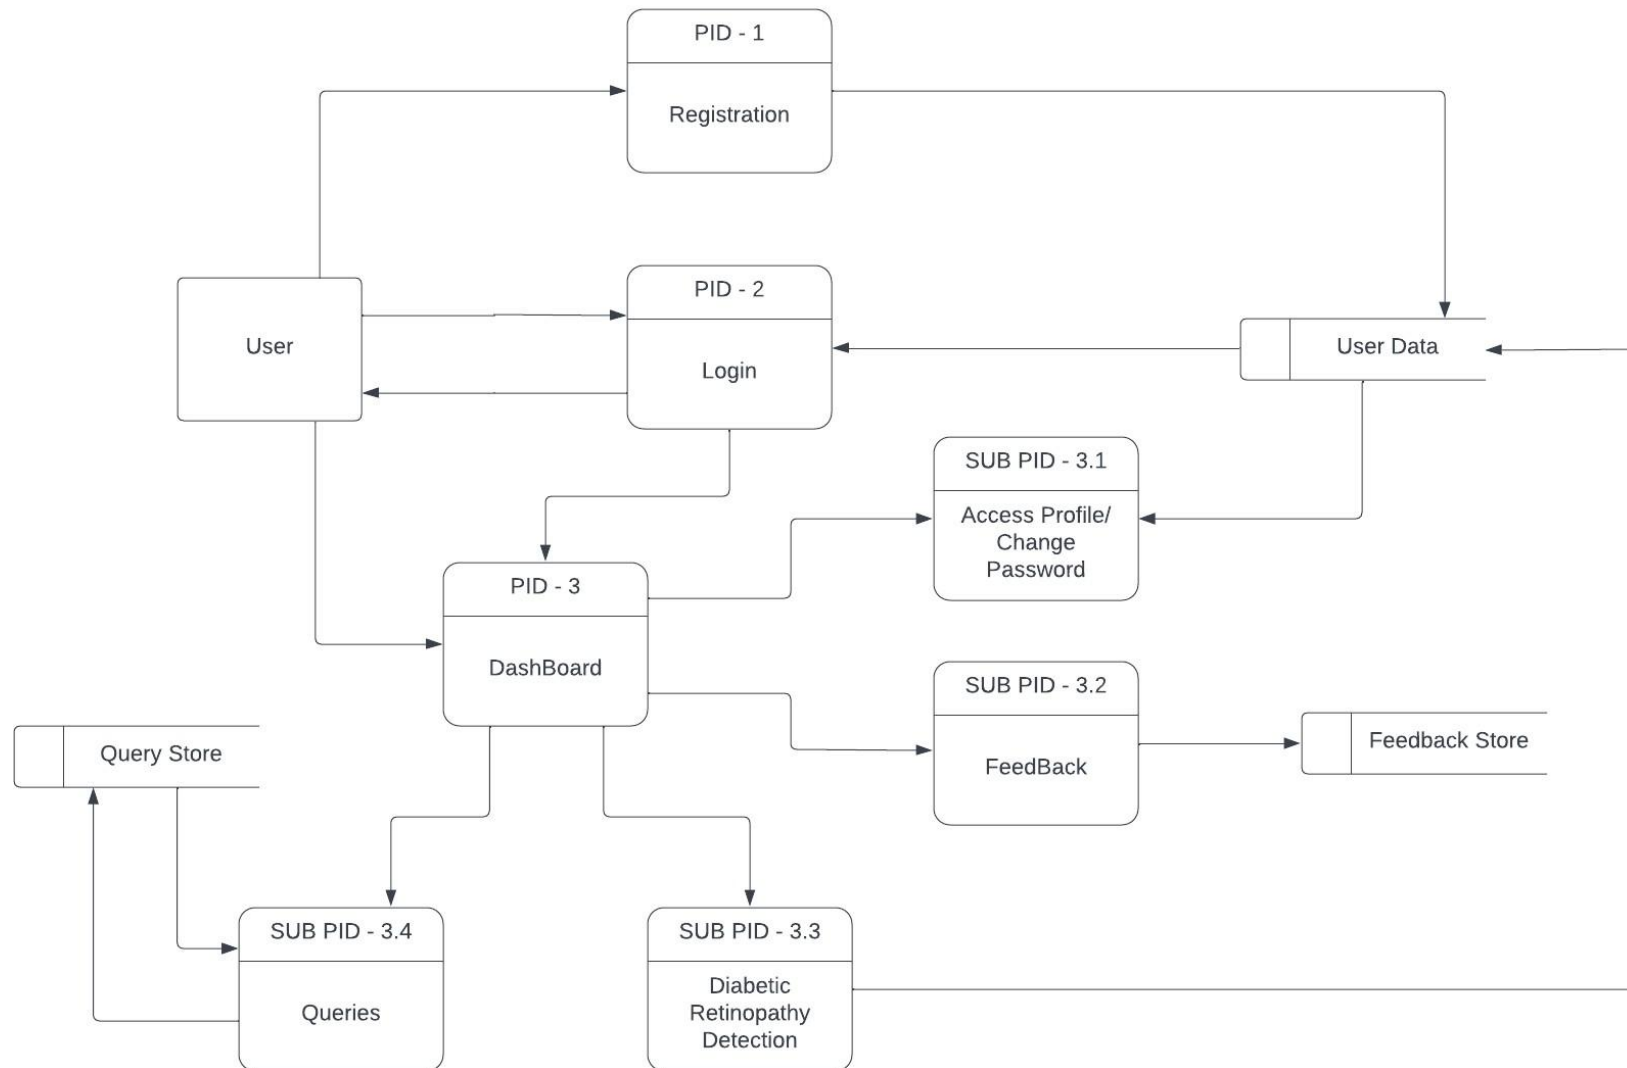 PID - 1
Registration
PID - 2
User
Login
User Data
SUB PID - 3.1
Access Profile/
Change
Password
PID - 3
DashBoard
SUB PID - 3.2
FeedBack
Feedback Store
Query Store
SUB PID - 3.4
Queries
SUB PID - 3.3
Diabetic
Retinopathy
Detection